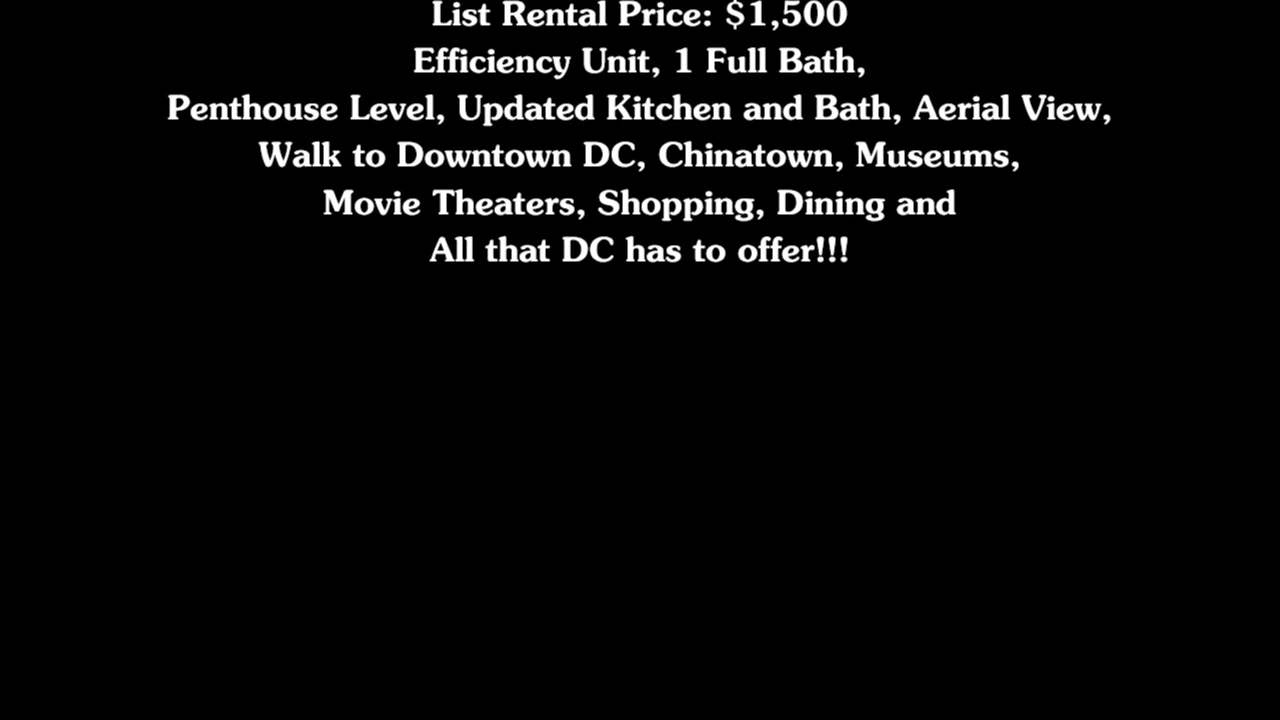 List Rental Price: $1,500
Efficiency Unit, 1 Full Bath,
Penthouse Level, Updated Kitchen and Bath, Aerial View,
Walk to Downtown DC, Chinatown, Museums,
Movie Theaters, Shopping, Dining and
All that DC has to offer!!!